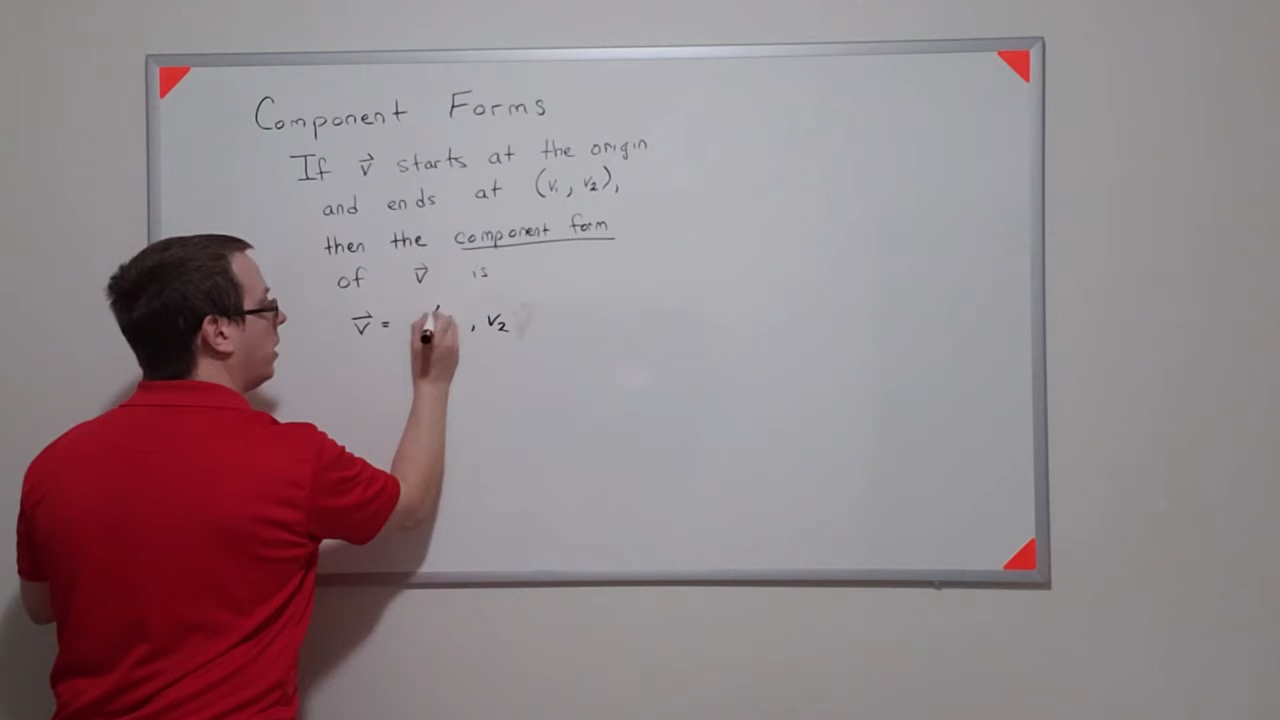 Component Forms
If v⃗ starts at the origin
and ends at (v₁, v₂),
then the component form
of v⃗ is
v⃗ = , v₂